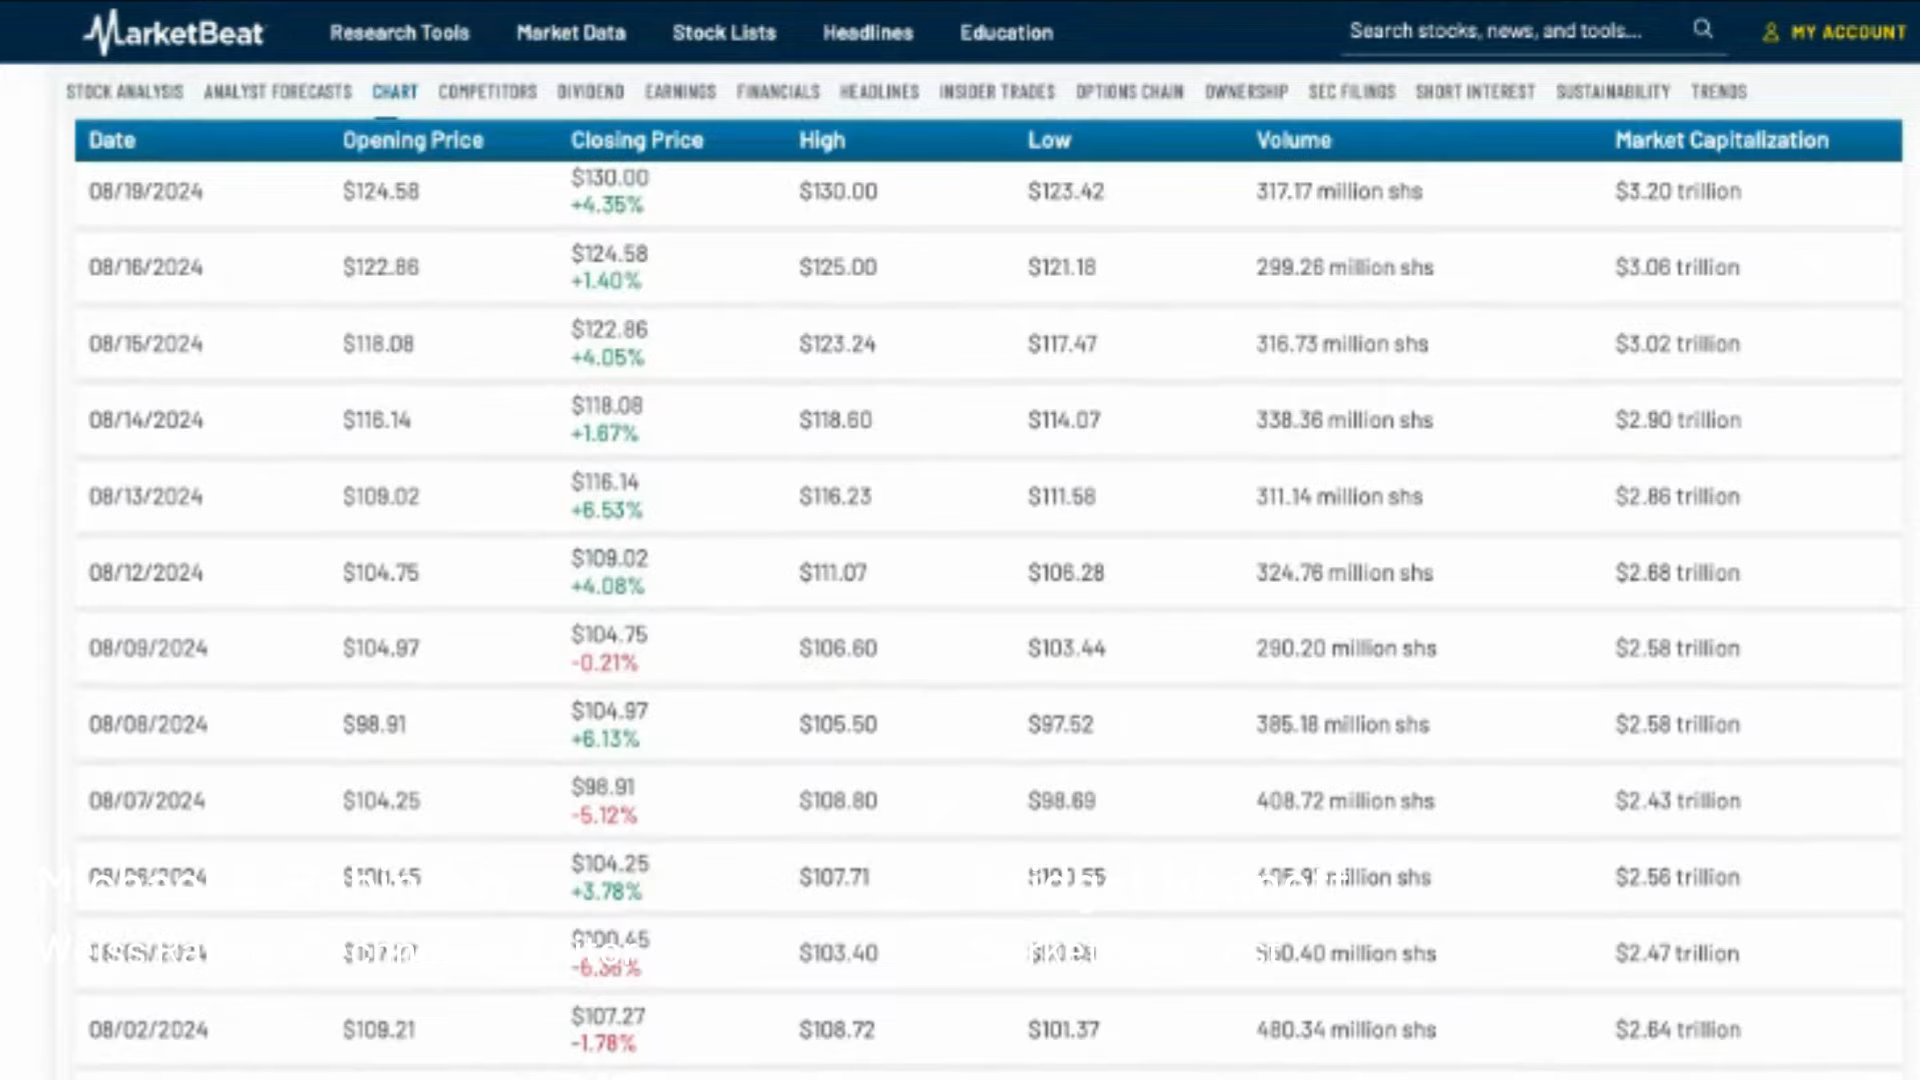 MarketBeat Research Tools Market Data Stock Lists Headlines Education Search stocks, news, and tools... MY ACCOUNT
STOCK ANALYSIS ANALYST FORECASTS CHART COMPETITORS DIVIDEND EARNINGS FINANCIALS HEADLINES INSIDER TRADES OPTIONS CHAIN OWNERSHIP SEC FILINGS SHORT INTEREST SUSTAINABILITY TRENDS
Date Opening Price Closing Price High Low Volume Market Capitalization
08/19/2024 $124.58 $130.00 +4.35% $130.00 $123.42 317.17 million shs $3.20 trillion
08/16/2024 $122.86 $124.58 +1.40% $125.00 $121.18 299.26 million shs $3.06 trillion
08/15/2024 $118.08 $122.86 +4.05% $123.24 $117.47 316.73 million shs $3.02 trillion
08/14/2024 $116.14 $118.08 +1.67% $118.60 $114.07 338.36 million shs $2.90 trillion
08/13/2024 $109.02 $116.14 +6.53% $116.23 $111.58 311.14 million shs $2.86 trillion
08/12/2024 $104.75 $109.02 +4.08% $111.07 $106.28 324.76 million shs $2.68 trillion
08/09/2024 $104.97 $104.75 -0.21% $106.60 $103.44 290.20 million shs $2.58 trillion
08/08/2024 $98.91 $104.97 +6.13% $105.50 $97.52 385.18 million shs $2.58 trillion
08/07/2024 $104.25 $98.91 -5.12% $108.80 $98.69 408.72 million shs $2.43 trillion
$104.25 +3.78% $107.71 million shs $2.56 trillion
$100.45 $103.40 million shs $2.47 trillion
08/02/2024 $109.21 $107.27 -1.78% $108.72 $101.37 480.34 million shs $2.64 trillion